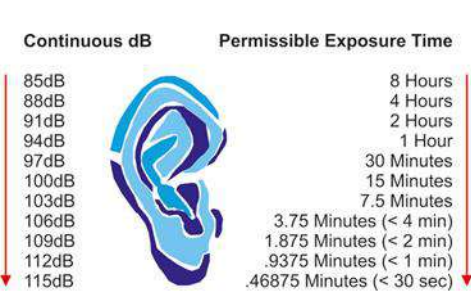 Continuous dB Permissible Exposure Time
85dB 8 Hours
88dB 4 Hours
91dB 2 Hours
94dB 1 Hour
97dB 30 Minutes
100dB 15 Minutes
103dB 7.5 Minutes
106dB 3.75 Minutes (< 4 min)
109dB 1.875 Minutes (< 2 min)
112dB .9375 Minutes (< 1 min)
115dB .46875 Minutes (< 30 sec)